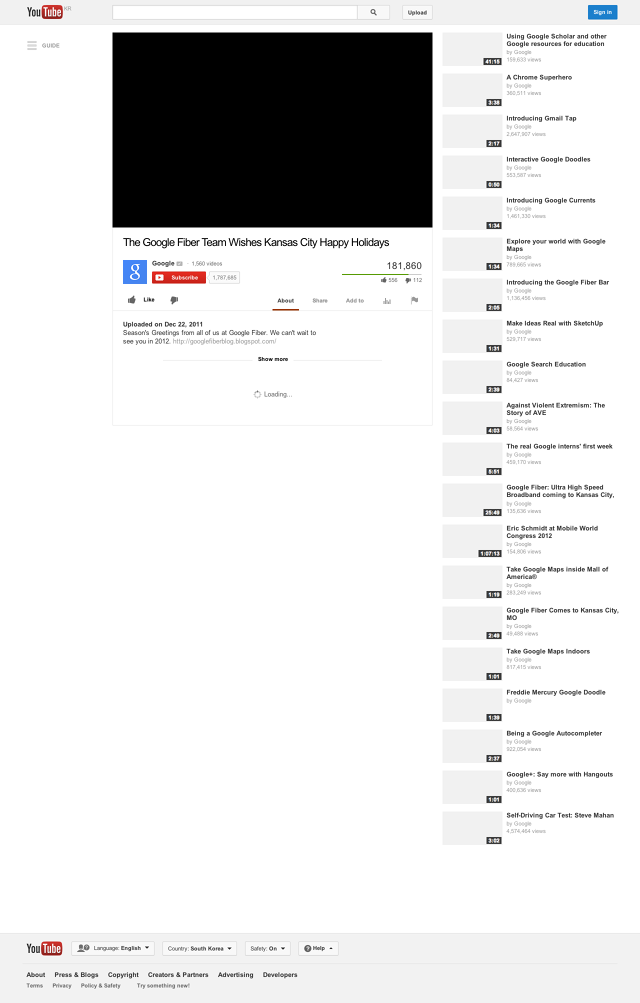 YouTube KR
Upload
Sign in
GUIDE
The Google Fiber Team Wishes Kansas City Happy Holidays
Google · 1,560 videos
Subscribe 1,787,685
181,860
556 112
Like
About Share Add to
Uploaded on Dec 22, 2011
Season's Greetings from all of us at Google Fiber. We can't wait to
see you in 2012. http://googlefiberblog.blogspot.com/
Show more
Loading...
Using Google Scholar and other
Google resources for education
by Google
159,633 views
41:15
A Chrome Superhero
by Google
360,511 views
3:38
Introducing Gmail Tap
by Google
2,647,907 views
2:17
Interactive Google Doodles
by Google
553,587 views
0:50
Introducing Google Currents
by Google
1,461,330 views
1:34
Explore your world with Google
Maps
by Google
789,665 views
1:34
Introducing the Google Fiber Bar
by Google
1,136,456 views
2:05
Make Ideas Real with SketchUp
by Google
529,717 views
1:31
Google Search Education
by Google
84,427 views
2:39
Against Violent Extremism: The
Story of AVE
by Google
58,564 views
4:03
The real Google interns' first week
by Google
459,170 views
5:51
Google Fiber: Ultra High Speed
Broadband coming to Kansas City,
by Google
135,636 views
25:49
Eric Schmidt at Mobile World
Congress 2012
by Google
154,606 views
1:07:13
Take Google Maps inside Mall of
America®
by Google
283,249 views
1:19
Google Fiber Comes to Kansas City,
MO
by Google
49,489 views
2:49
Take Google Maps Indoors
by Google
617,415 views
1:01
Freddie Mercury Google Doodle
by Google
1:39
Being a Google Autocompleter
by Google
922,054 views
2:37
Google+: Say more with Hangouts
by Google
400,636 views
1:01
Self-Driving Car Test: Steve Mahan
by Google
4,574,464 views
3:02
YouTube Language: English Country: South Korea Safety: On Help
About Press & Blogs Copyright Creators & Partners Advertising Developers
Terms Privacy Policy & Safety Try something new!